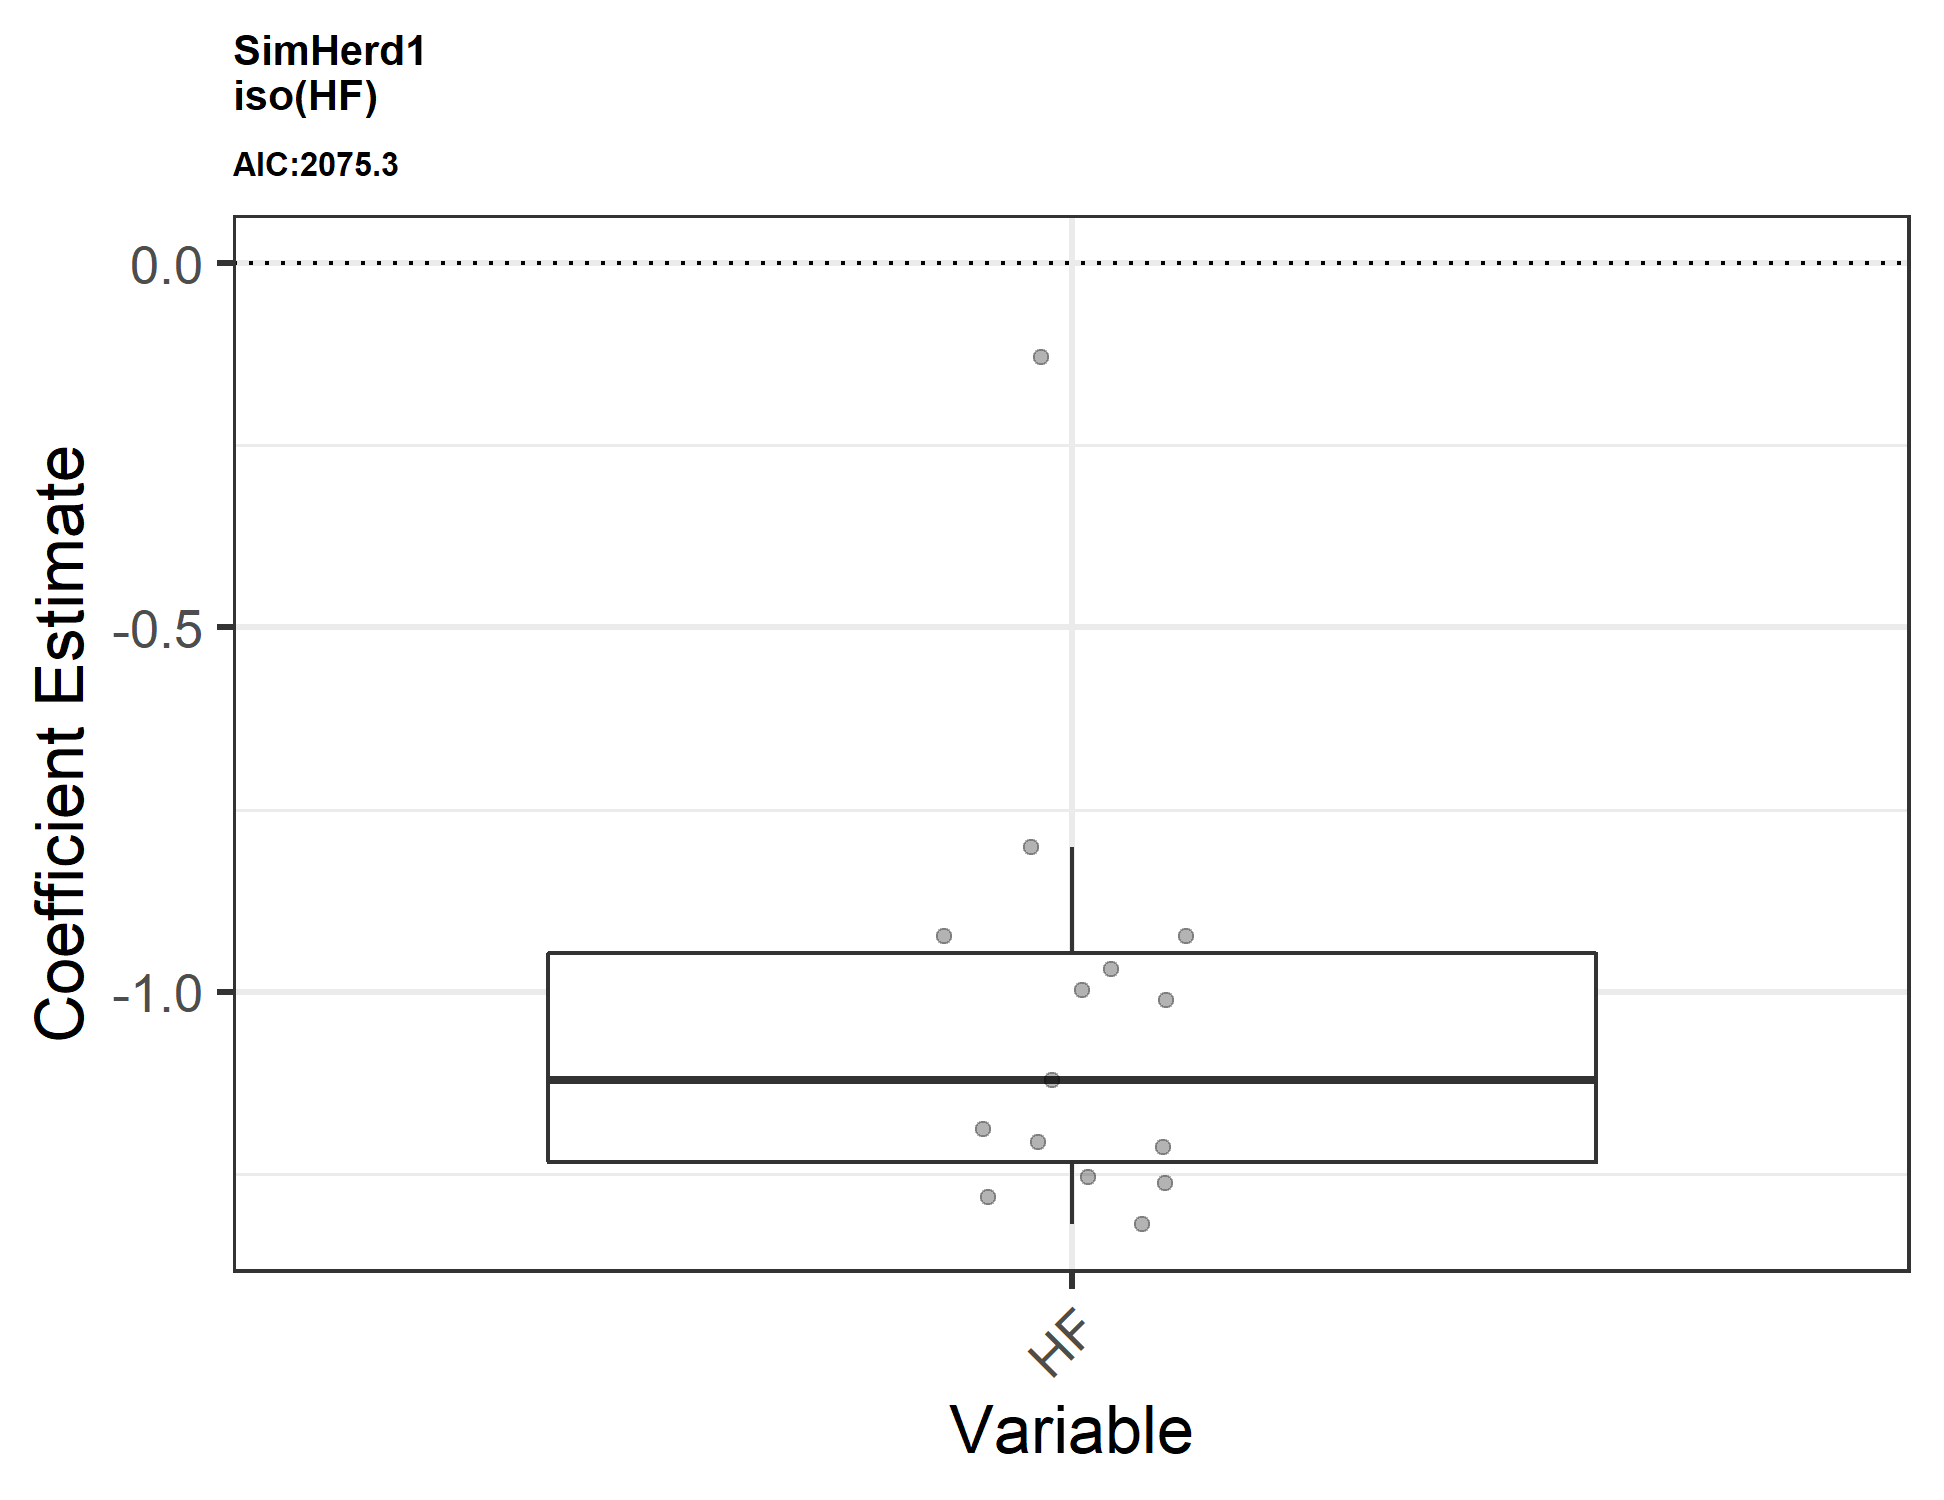 SimHerd1
iso(HF)
AIC:2075.3
0.0
-0.5
-1.0
Coefficient Estimate
HF
Variable